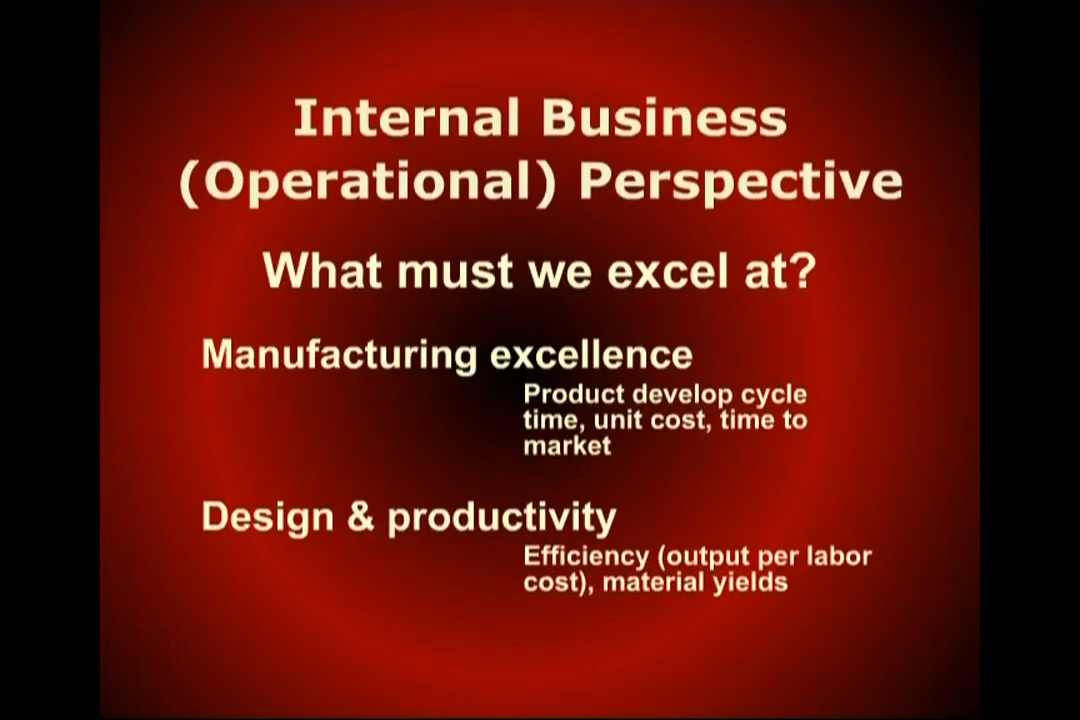 Internal Business
(Operational) Perspective
What must we excel at?
Manufacturing excellence
Product develop cycle
time, unit cost, time to
market
Design & productivity
Efficiency (output per labor
cost), material yields